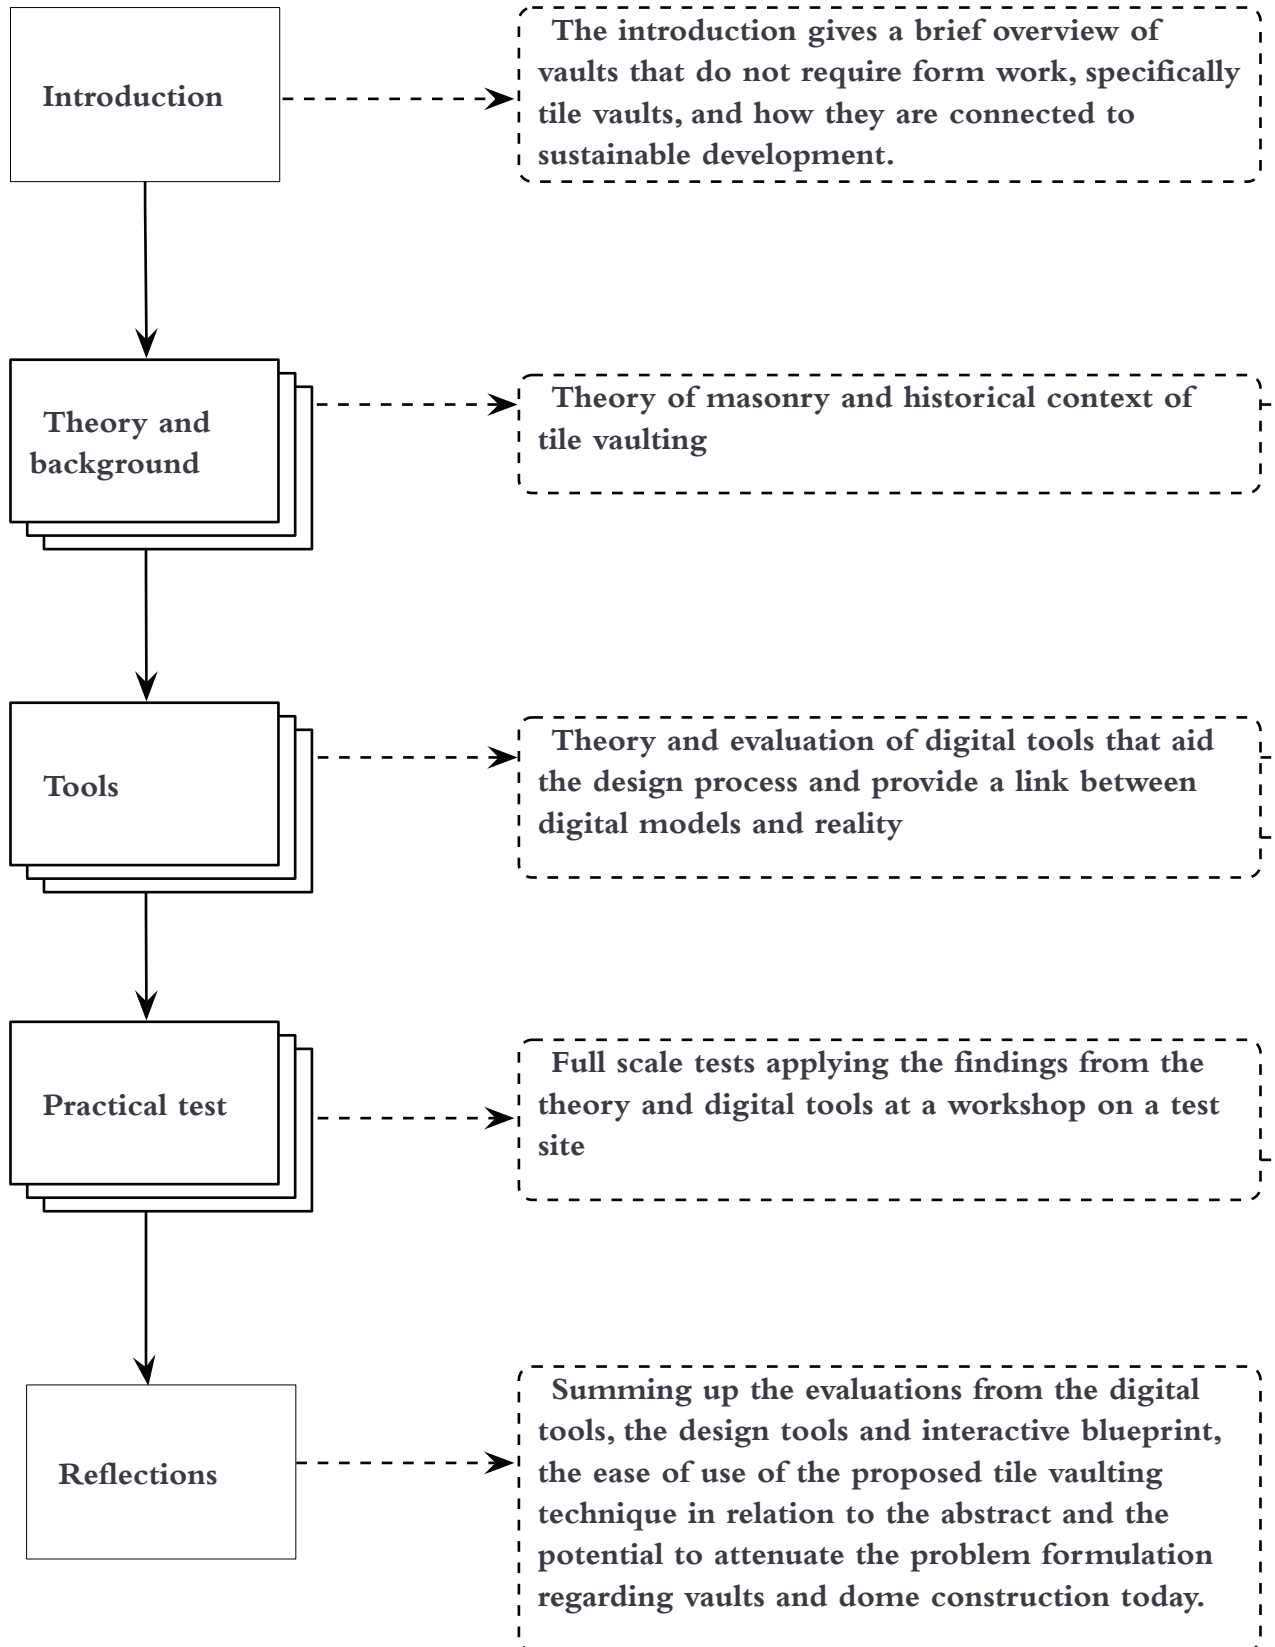 Introduction
The introduction gives a brief overview of
vaults that do not require form work, specifically
tile vaults, and how they are connected to
sustainable development.
Theory and
background
Theory of masonry and historical context of
tile vaulting
Tools
Theory and evaluation of digital tools that aid
the design process and provide a link between
digital models and reality
Practical test
Full scale tests applying the findings from the
theory and digital tools at a workshop on a test
site
Reflections
Summing up the evaluations from the digital
tools, the design tools and interactive blueprint,
the ease of use of the proposed tile vaulting
technique in relation to the abstract and the
potential to attenuate the problem formulation
regarding vaults and dome construction today.